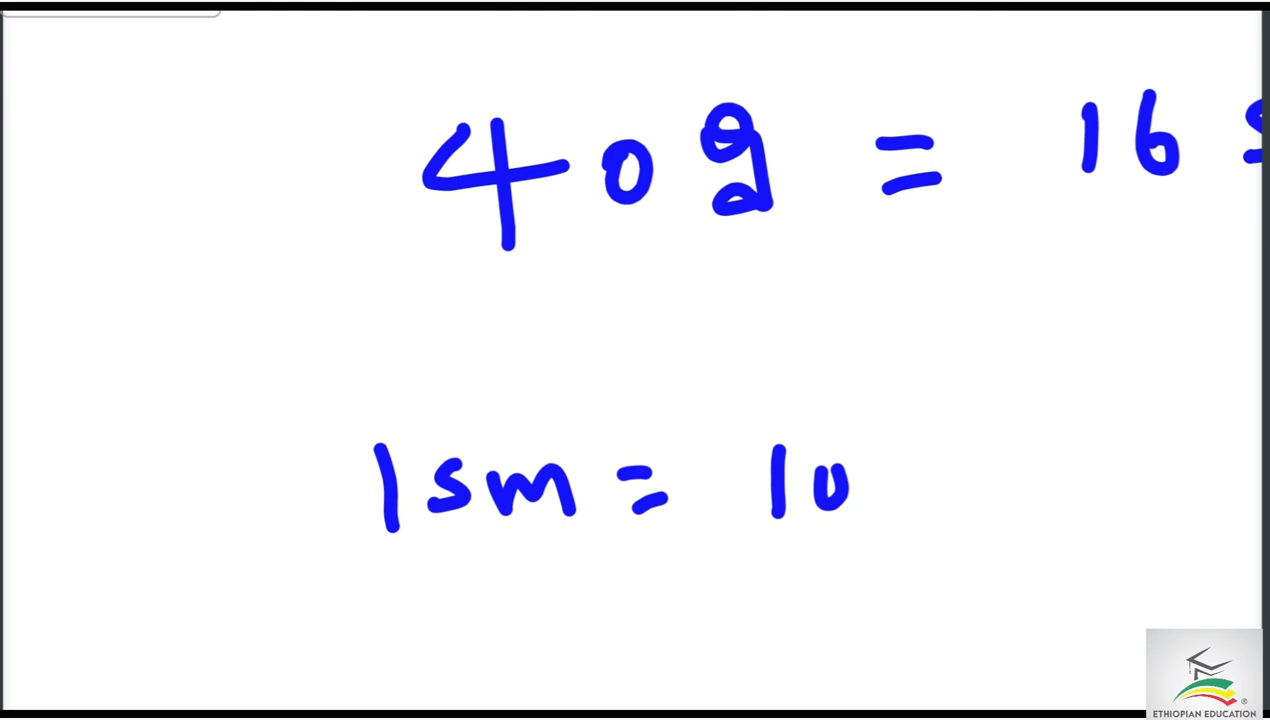 40g = 16 s
1sm = 10
ETHIOPIAN EDUCATION